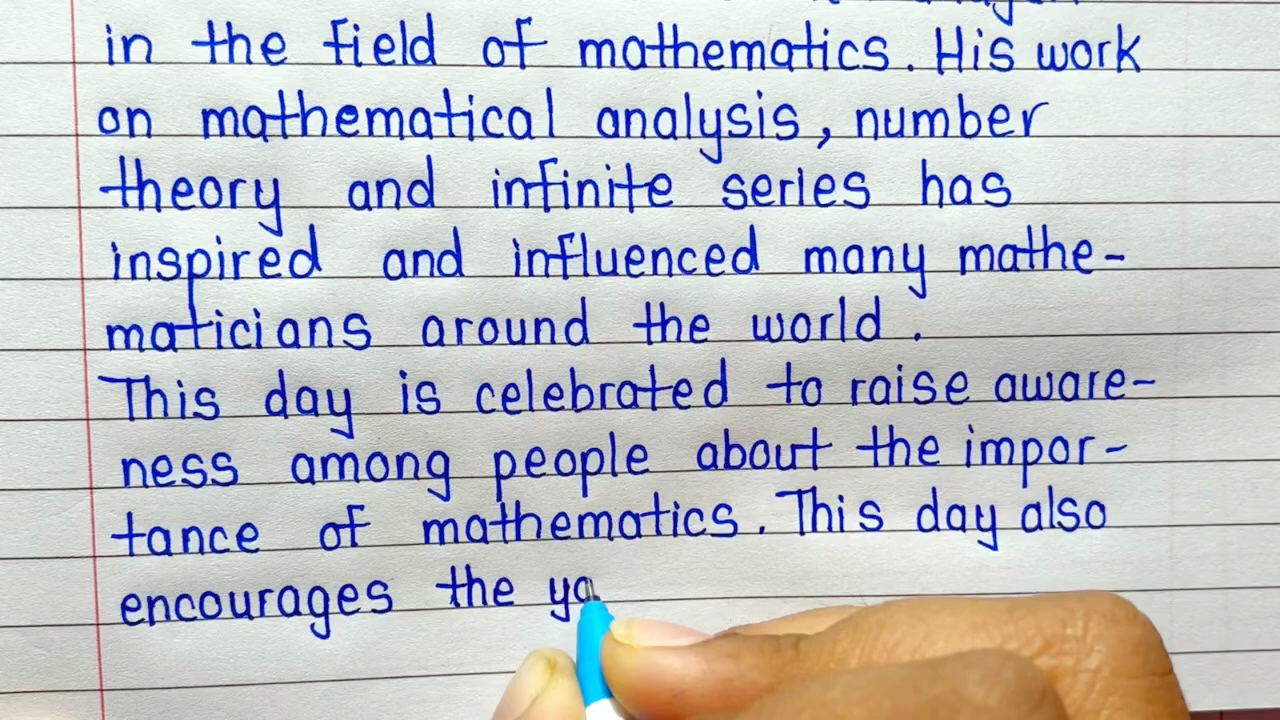 in the field of mathematics. His work
on mathematical analysis, number
theory and infinite series has
inspired and influenced many mathe-
maticians around the world.
This day is celebrated to raise aware-
ness among people about the impor-
tance of mathematics. This day also
encourages the yo